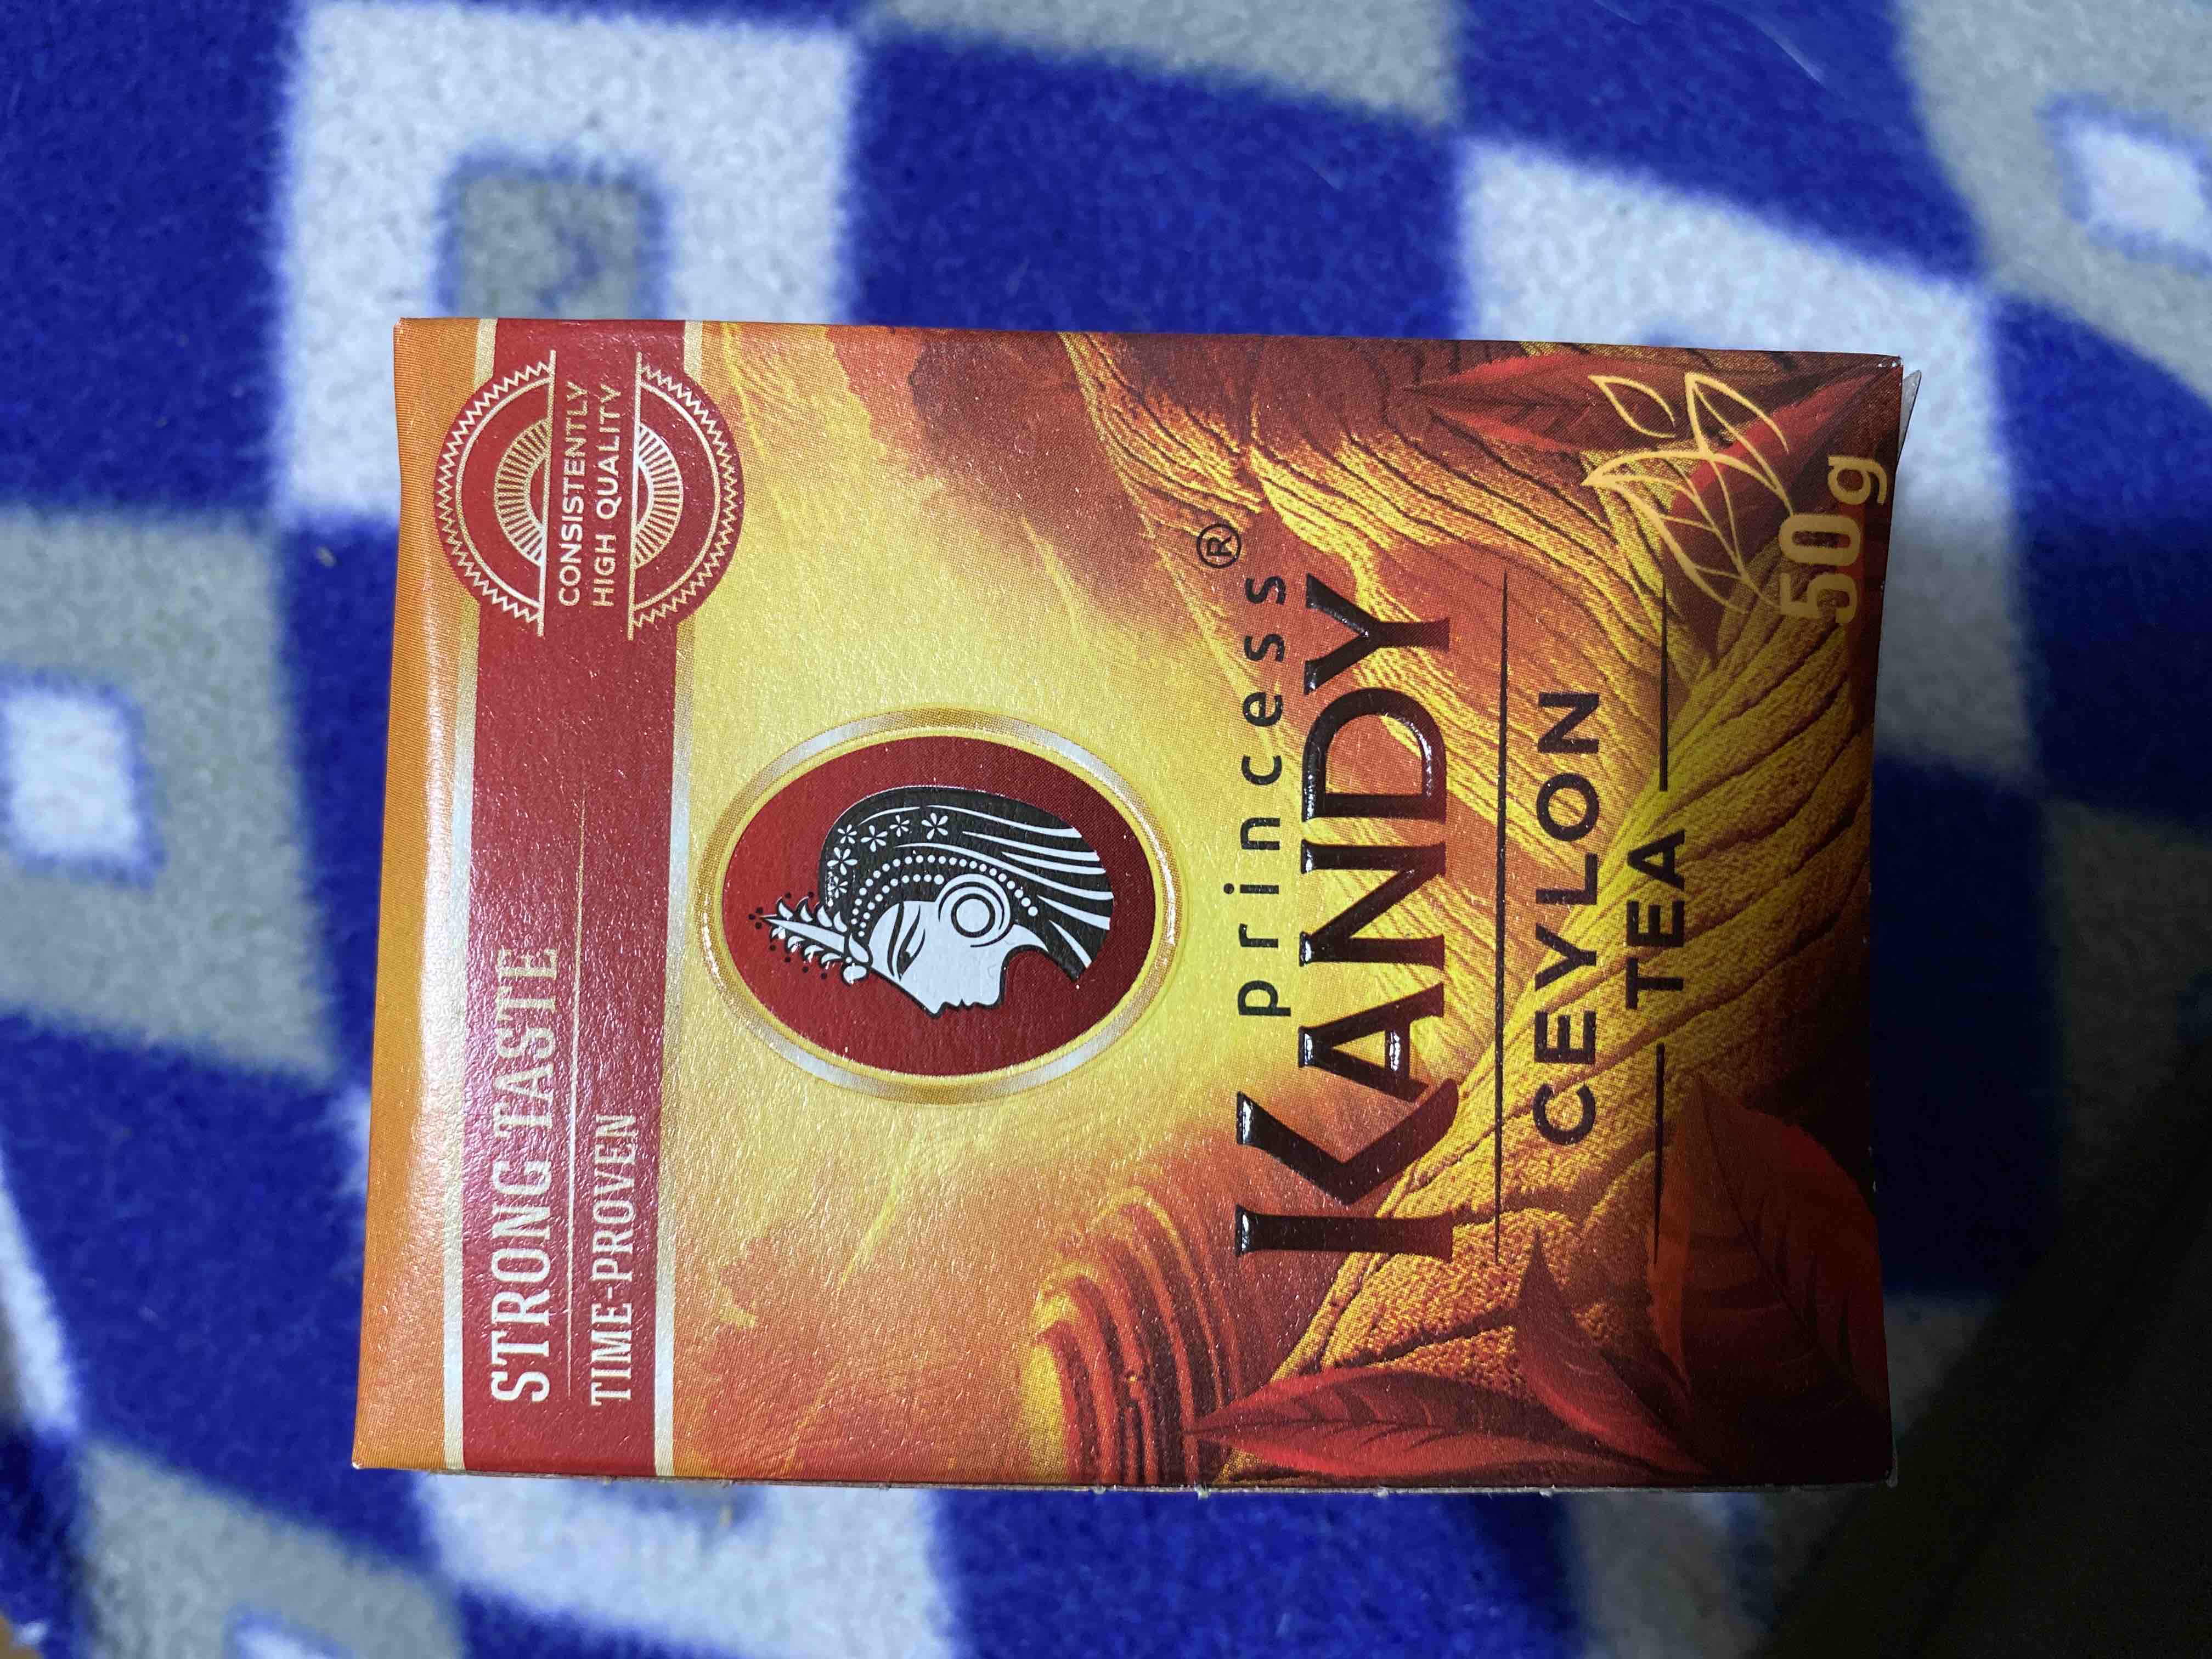 STRONG TASTE
TIME-PROVEN
CONSISTENTLY
HIGH QUALITY
princess®
KANDY
CEYLON
TEA
50g